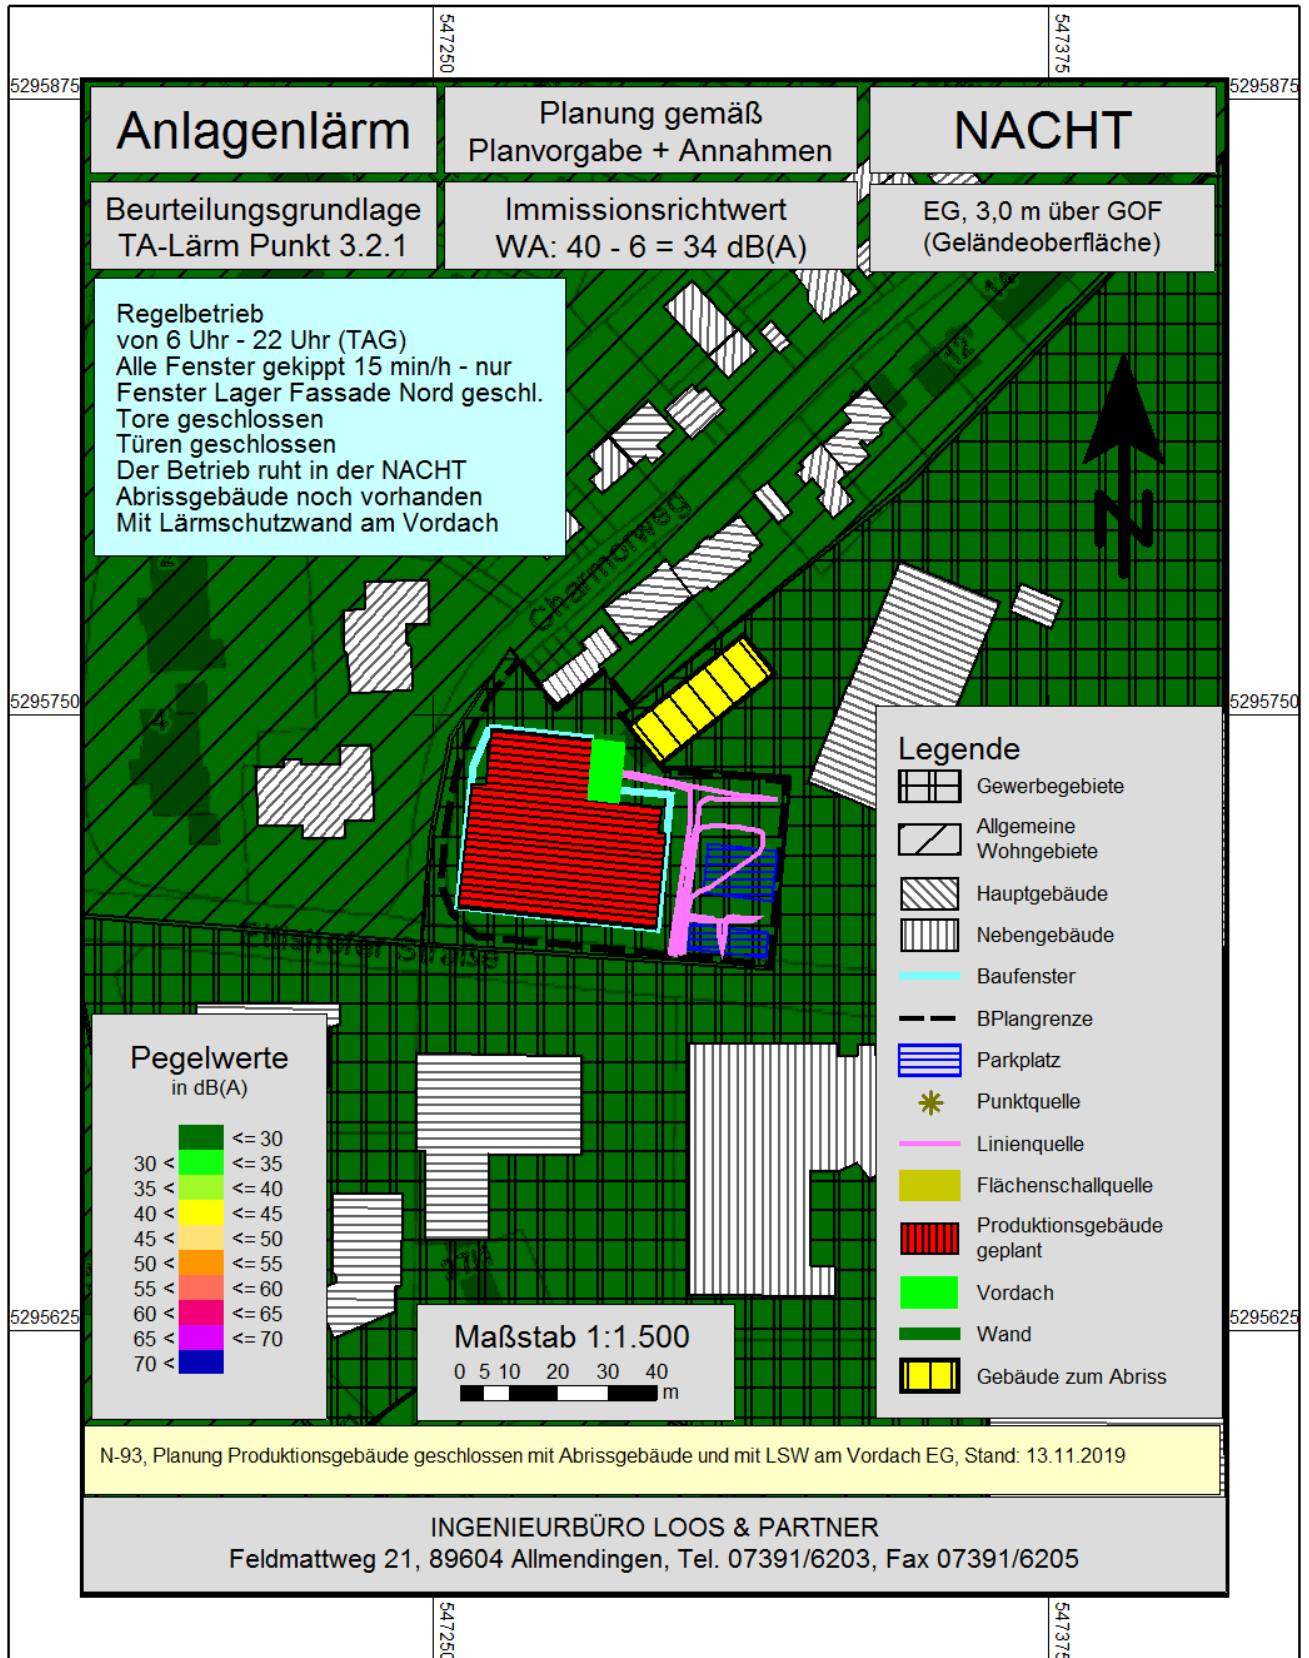 547250
547375
5295875
5295875
Anlagenlärm
Planung gemäß
Planvorgabe + Annahmen
NACHT
Beurteilungsgrundlage
TA-Lärm Punkt 3.2.1
Immissionsrichtwert
WA: 40 - 6 = 34 dB(A)
EG, 3,0 m über GOF
(Geländeoberfläche)
Regelbetrieb
von 6 Uhr - 22 Uhr (TAG)
Alle Fenster gekippt 15 min/h - nur
Fenster Lager Fassade Nord geschl.
Tore geschlossen
Türen geschlossen
Der Betrieb ruht in der NACHT
Abrissgebäude noch vorhanden
Mit Lärmschutzwand am Vordach
14
12
N
Charmorweg
2
4
5295750
5295750
Straße
Legende
Gewerbegebiete
Allgemeine
Wohngebiete
Hauptgebäude
Nebengebäude
Baufenster
BPlangrenze
Parkplatz
Punktquelle
Linienquelle
Flächenschallquelle
Produktionsgebäude
geplant
Vordach
Wand
Gebäude zum Abriss
Pegelwerte
in dB(A)
<= 30
30 < <= 35
35 < <= 40
40 < <= 45
45 < <= 50
50 < <= 55
55 < <= 60
60 < <= 65
65 < <= 70
70 <
5295625
5295625
Maßstab 1:1.500
0 5 10 20 30 40
m
N-93, Planung Produktionsgebäude geschlossen mit Abrissgebäude und mit LSW am Vordach EG, Stand: 13.11.2019
INGENIEURBÜRO LOOS & PARTNER
Feldmattweg 21, 89604 Allmendingen, Tel. 07391/6203, Fax 07391/6205
547250
547375